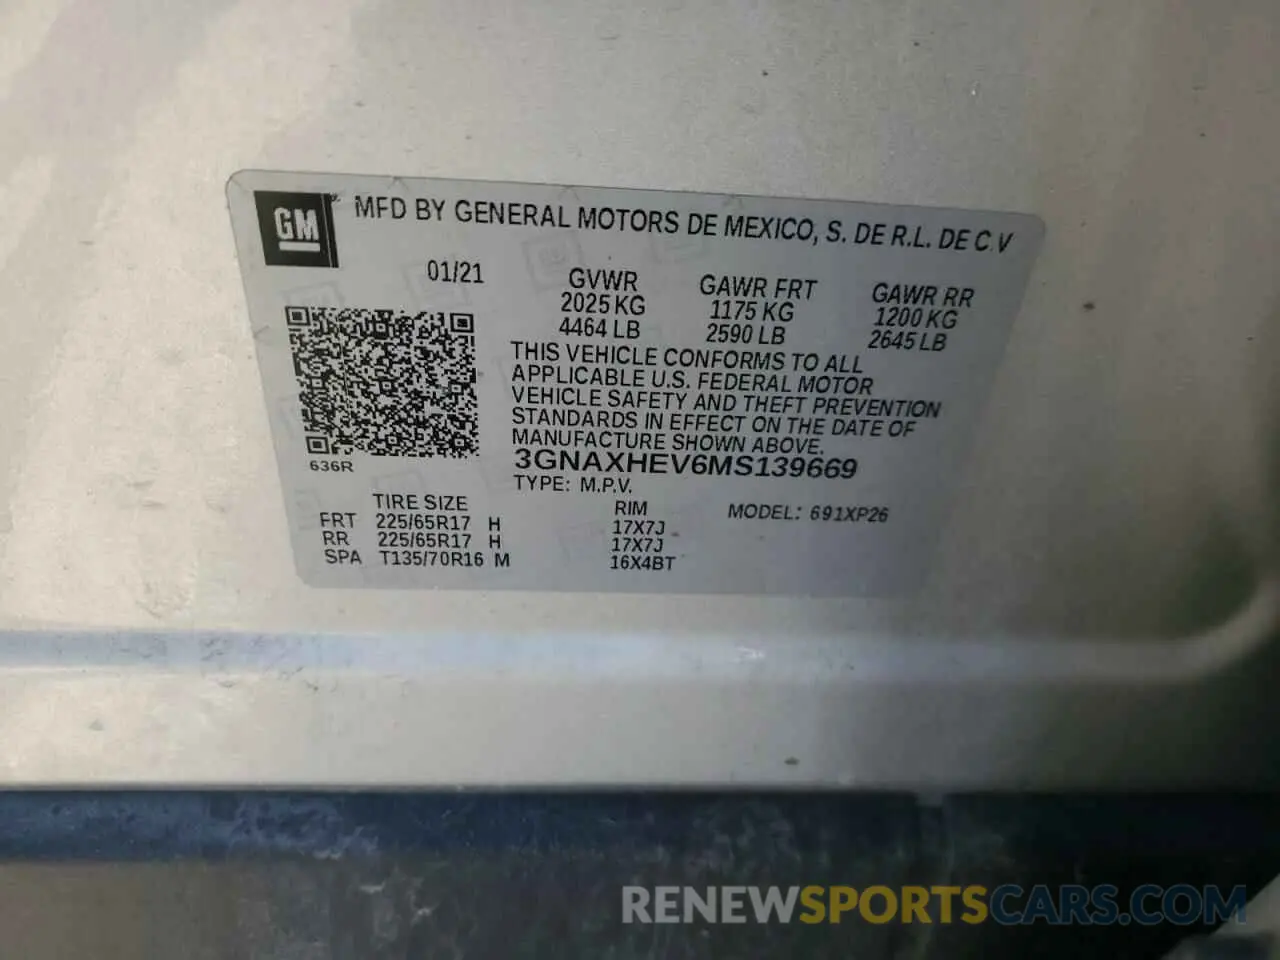 GM
MFD BY GENERAL MOTORS DE MEXICO, S. DE R.L. DE C.V
01/21
GVWR GAWR FRT GAWR RR
2025 KG 1175 KG 1200 KG
4464 LB 2590 LB 2645 LB
THIS VEHICLE CONFORMS TO ALL
APPLICABLE U.S. FEDERAL MOTOR
VEHICLE SAFETY AND THEFT PREVENTION
STANDARDS IN EFFECT ON THE DATE OF
MANUFACTURE SHOWN ABOVE.
636R
3GNAXHEV6MS139669
TYPE: M.P.V.
TIRE SIZE RIM MODEL: 691XP26
FRT 225/65R17 H 17X7J
RR 225/65R17 H 17X7J
SPA T135/70R16 M 16X4BT
RENEWSPORTSCARS.COM